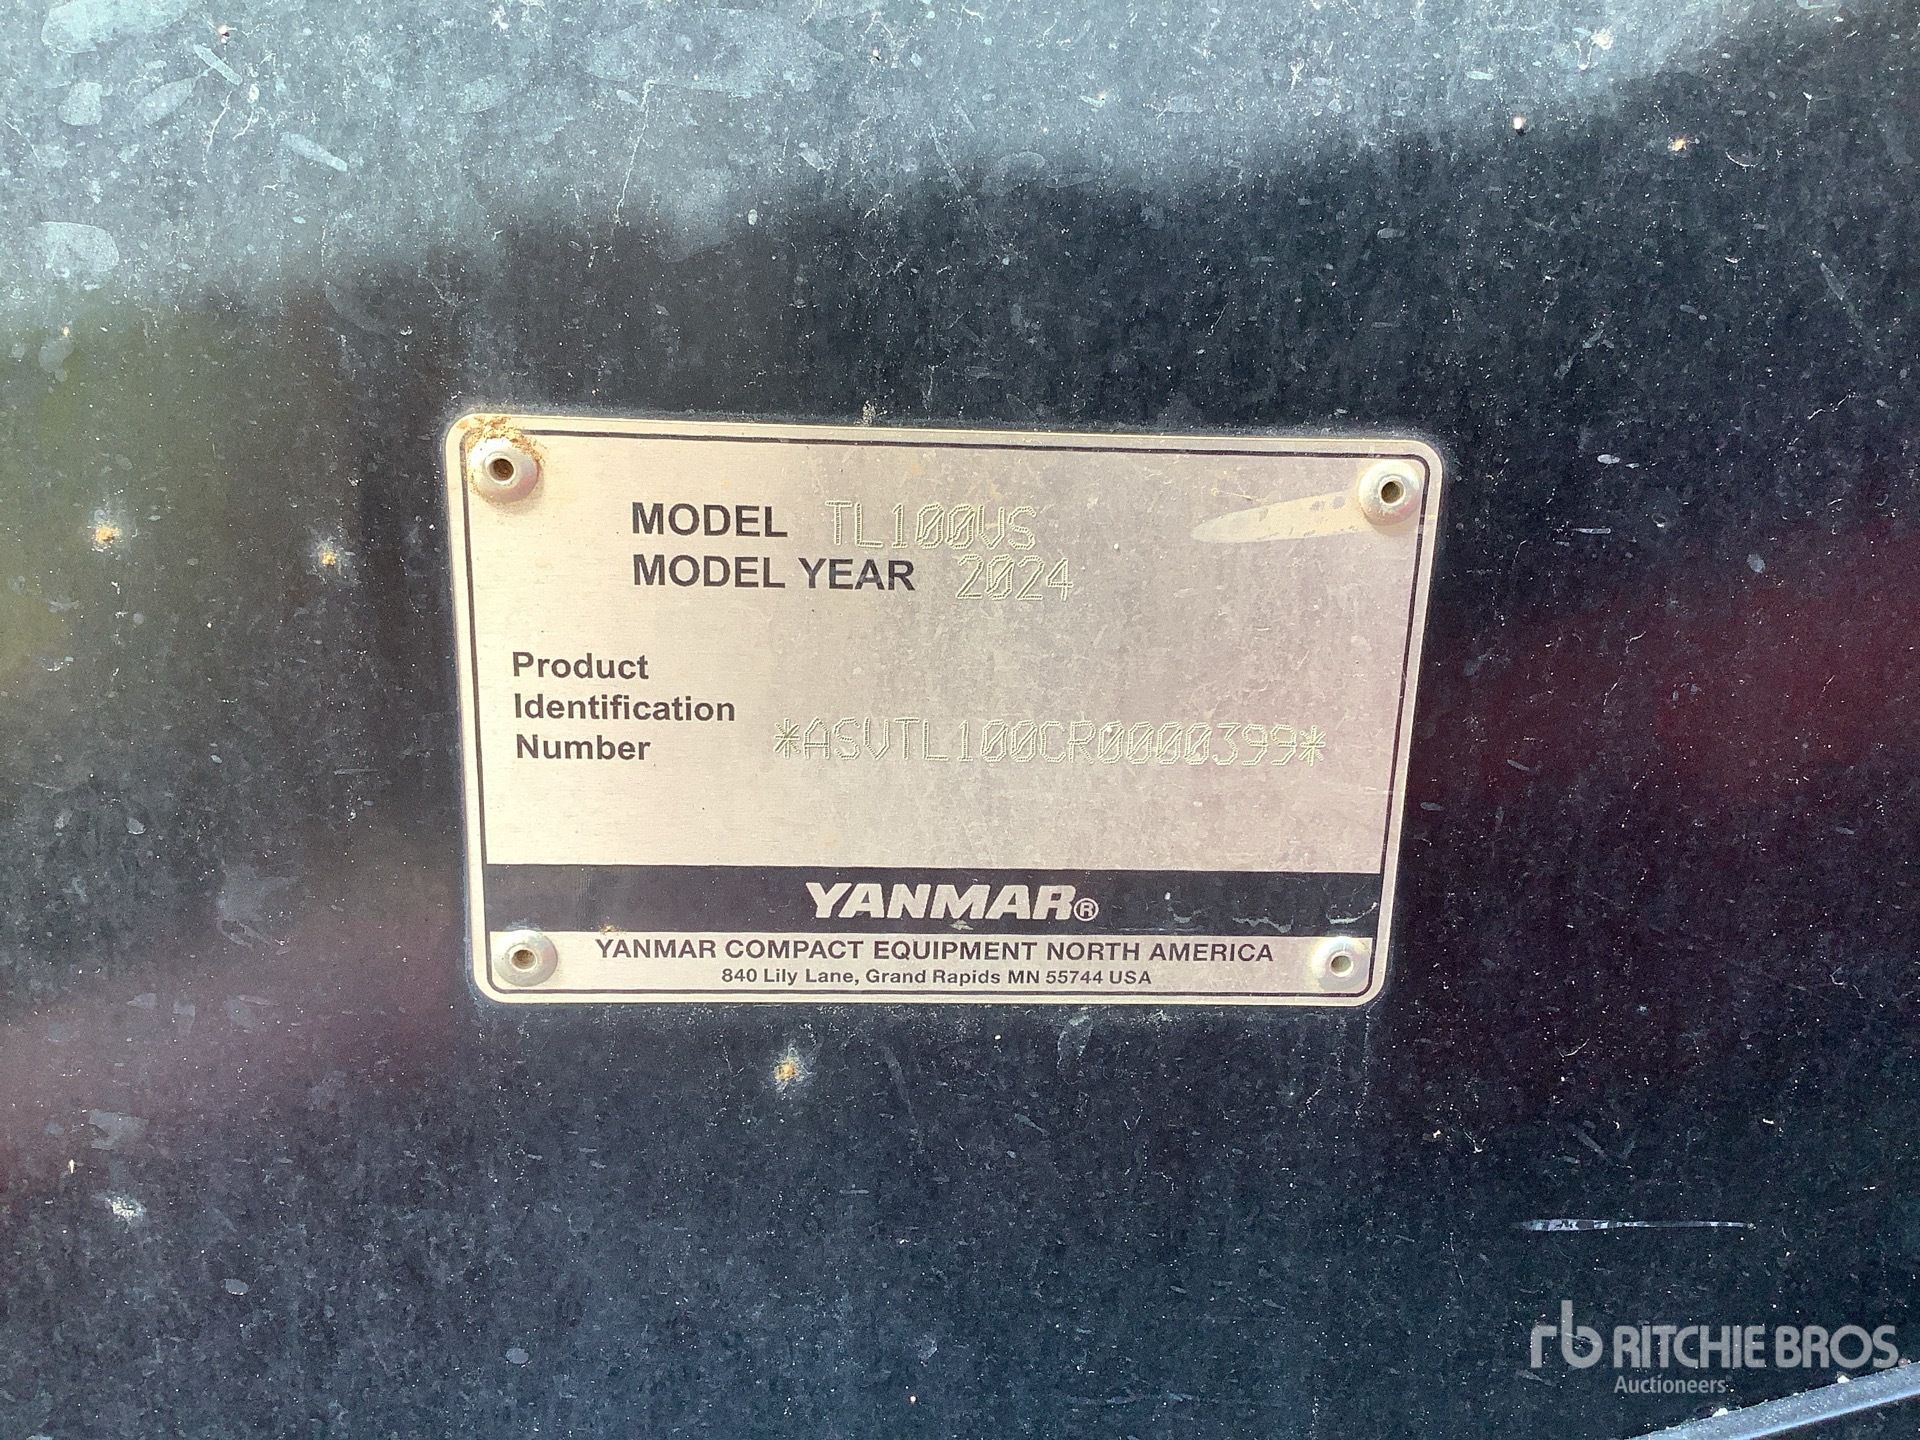 MODEL TL100VS
MODEL YEAR 2024
Product
Identification
Number *ASVTL100CR0000399*
YANMAR®
YANMAR COMPACT EQUIPMENT NORTH AMERICA
840 Lily Lane, Grand Rapids MN 55744 USA
rb RITCHIE BROS.
Auctioneers